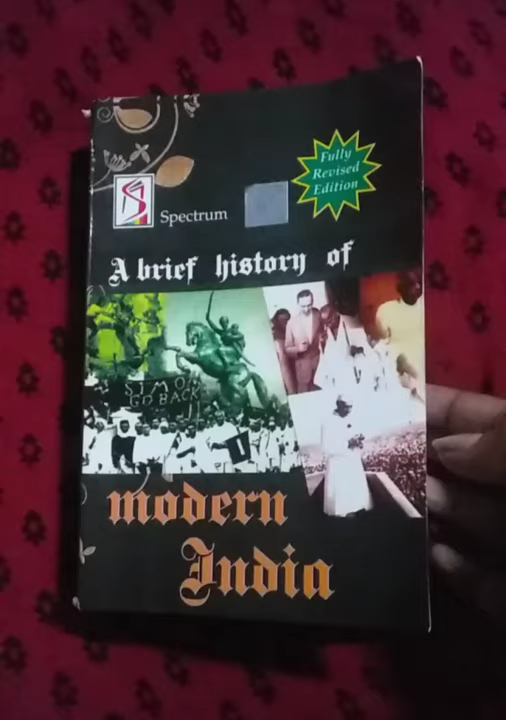 Fully
Revised
Edition
Spectrum
A brief history of
SIMON
GO BACK
modern
India